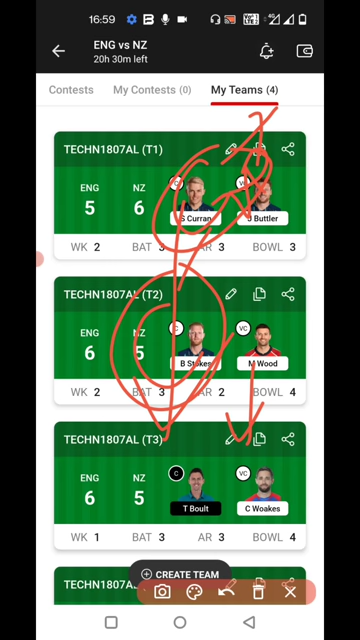 16:59
ENG vs NZ
20h 30m left
Contests My Contests (0) My Teams (4)
TECHN1807AL (T1)
ENG NZ
5 6
C
S Curran J Buttler
WK 2 BAT 3 AR 3 BOWL 3
TECHN1807AL (T2)
ENG NZ
6 5
C VC
B Stokes M Wood
WK 2 BAT 3 AR 2 BOWL 4
TECHN1807AL (T3)
ENG NZ
6 5
C VC
T Boult C Woakes
WK 1 BAT 3 AR 3 BOWL 4
CREATE TEAM